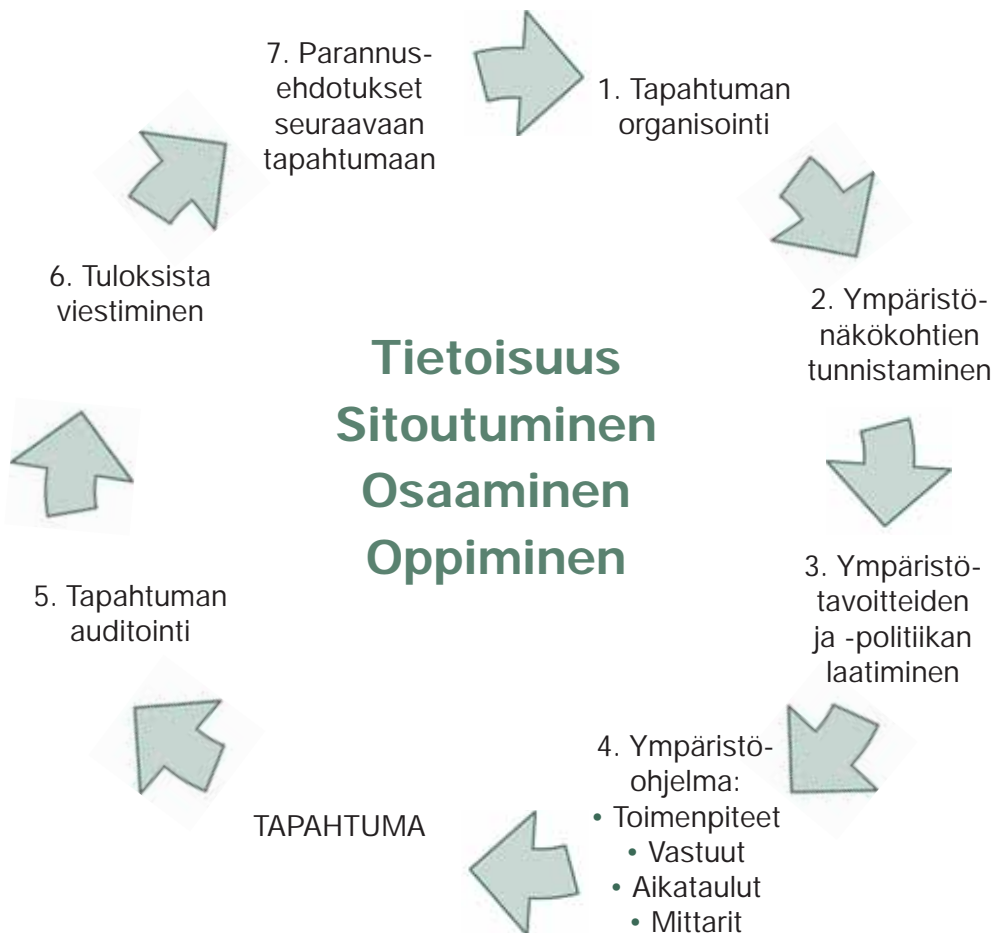 1. Tapahtuman
organisointi
2. Ympäristö-
näkökohtien
tunnistaminen
3. Ympäristö-
tavoitteiden
ja -politiikan
laatiminen
4. Ympäristö-
ohjelma:
• Toimenpiteet
• Vastuut
• Aikataulut
• Mittarit
TAPAHTUMA
5. Tapahtuman
auditointi
6. Tuloksista
viestiminen
7. Parannus-
ehdotukset
seuraavaan
tapahtumaan
Tietoisuus
Sitoutuminen
Osaaminen
Oppiminen